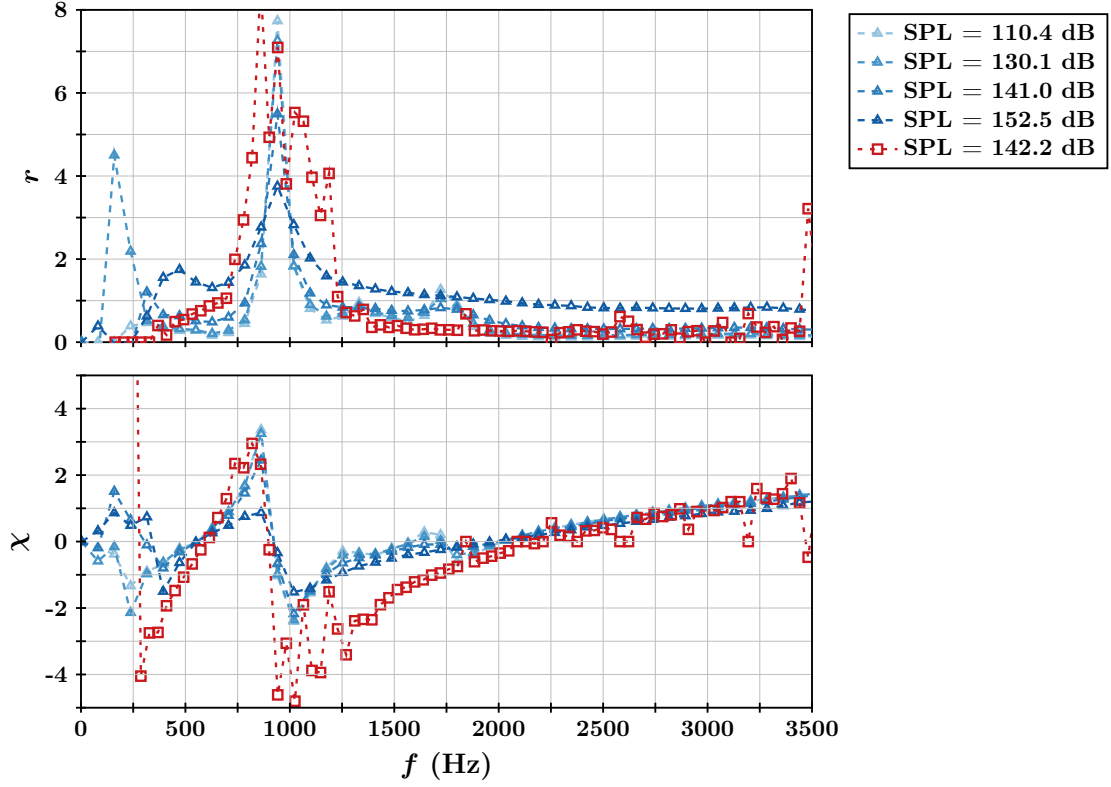 8
6
4
2
0
r
SPL = 110.4 dB
SPL = 130.1 dB
SPL = 141.0 dB
SPL = 152.5 dB
SPL = 142.2 dB
4
2
0
-2
-4
χ
0 500 1000 1500 2000 2500 3000 3500
f (Hz)